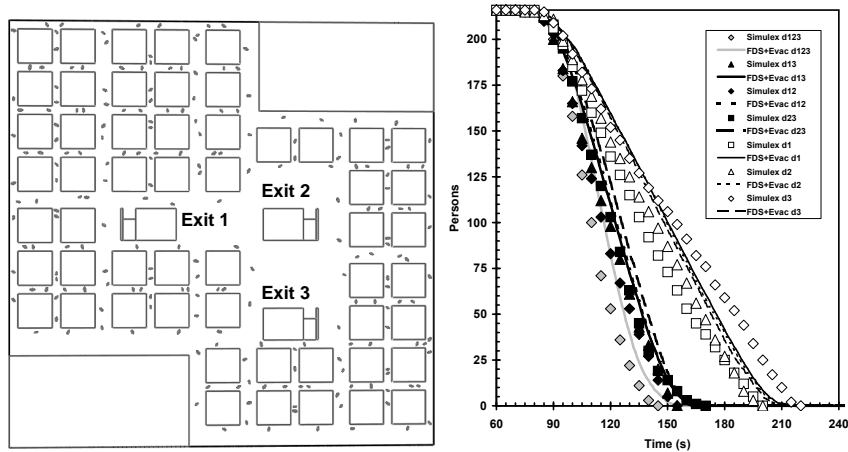 Exit 1
Exit 2
Exit 3
Persons
200
175
150
125
100
75
50
25
0
60
90
120
150
180
210
240
Time (s)
Simulex d123
FDS+Evac d123
Simulex d13
FDS+Evac d13
Simulex d12
FDS+Evac d12
Simulex d23
FDS+Evac d23
Simulex d1
FDS+Evac d1
Simulex d2
FDS+Evac d2
Simulex d3
FDS+Evac d3